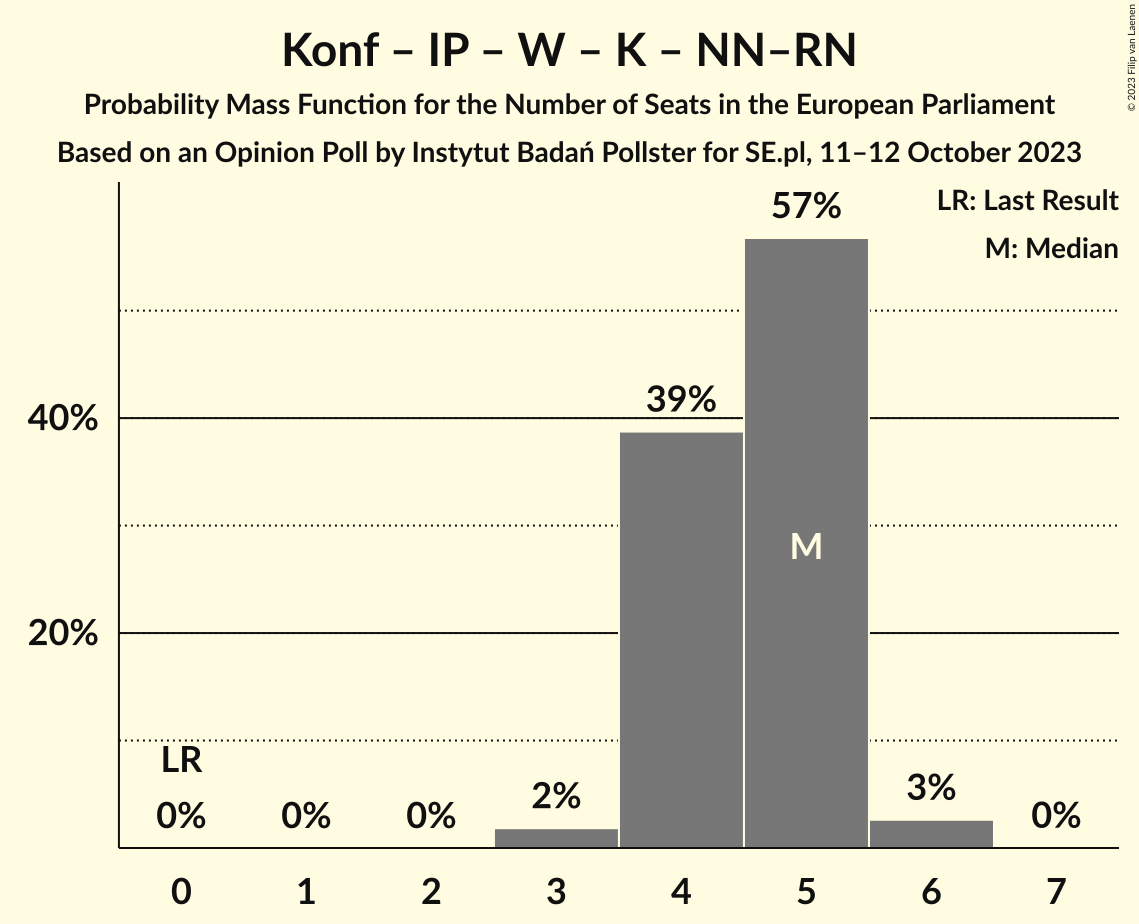 Konf – IP – W – K – NN–RN
Probability Mass Function for the Number of Seats in the European Parliament
Based on an Opinion Poll by Instytut Badań Pollster for SE.pl, 11–12 October 2023
© 2023 Filip van Laenen
LR: Last Result
M: Median
57%
39%
40%
M
20%
LR
0%
0%
0%
2%
3%
0%
0
1
2
3
4
5
6
7